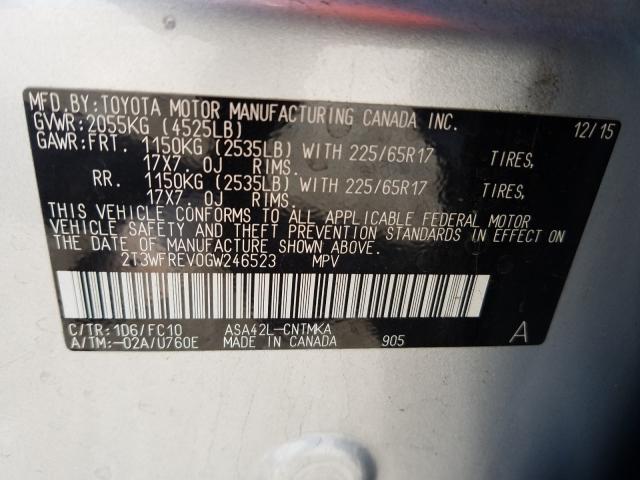 MFD.BY:TOYOTA MOTOR MANUFACTURING CANADA INC.
GVWR:2055KG (4525LB) 12/15
GAWR:FRT. 1150KG (2535LB) WITH 225/65R17 TIRES,
17X7.0J RIMS.
RR. 1150KG (2535LB) WITH 225/65R17 TIRES,
17X7.0J RIMS.
THIS VEHICLE CONFORMS TO ALL APPLICABLE FEDERAL MOTOR
VEHICLE SAFETY AND THEFT PREVENTION STANDARDS IN EFFECT ON
THE DATE OF MANUFACTURE SHOWN ABOVE.
2T3WFREV0GW246523 MPV
C/TR:1D6/FC10 ASA42L-CNTMKA A
A/TM:-02A/U760E MADE IN CANADA 905